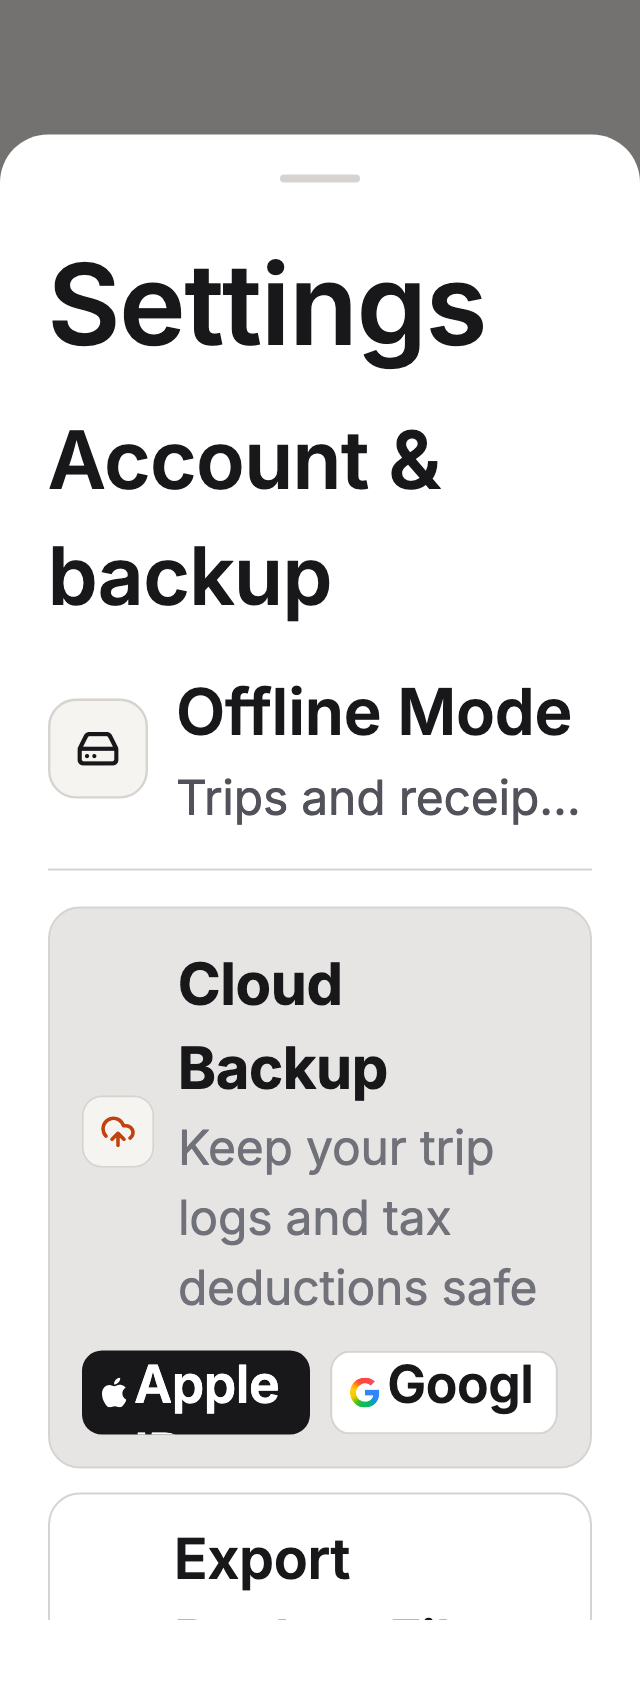 Settings
Account &
backup
Offline Mode
Trips and receip...
Cloud
Backup
Keep your trip
logs and tax
deductions safe
Apple
Googl
Export